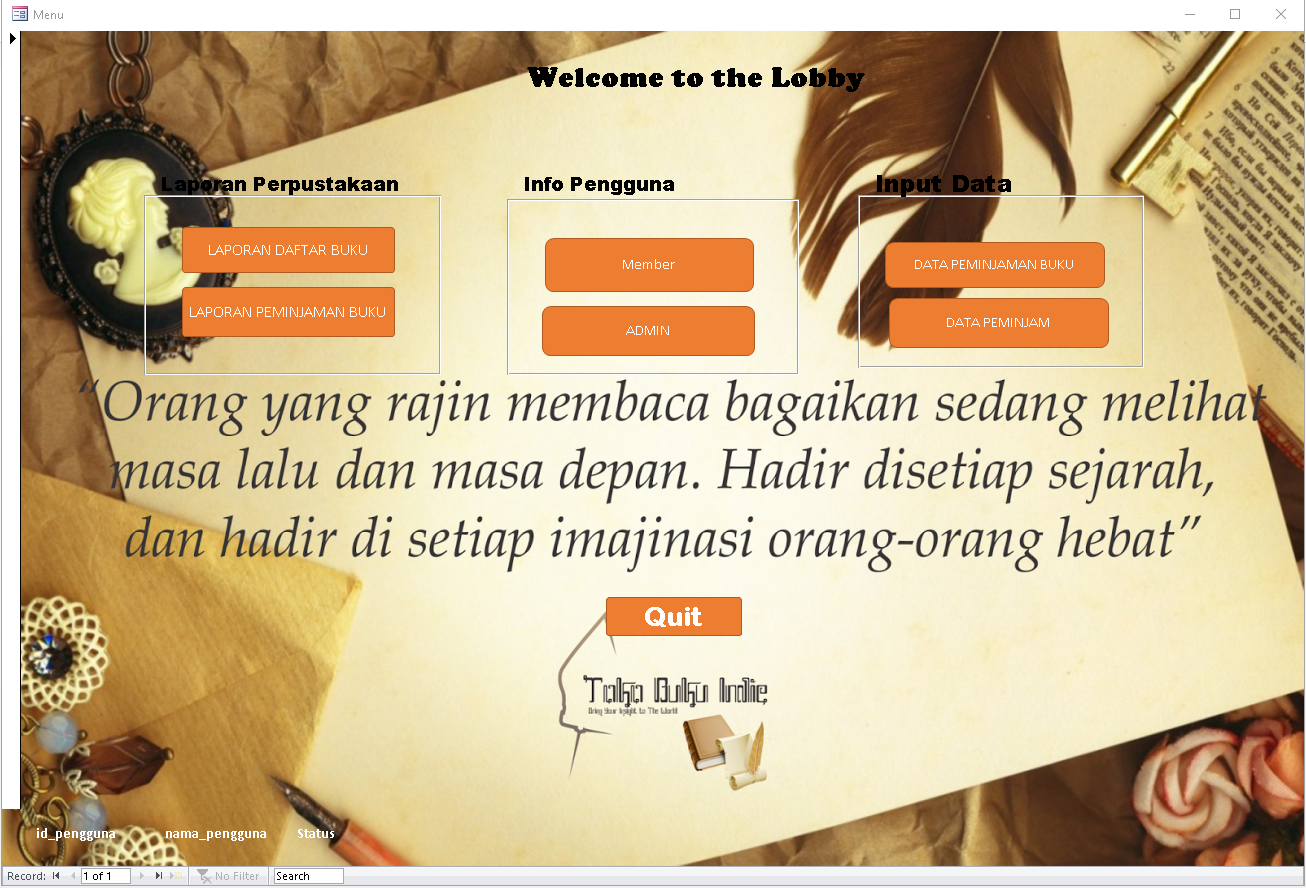 Menu
Welcome to the Lobby
Laporan Perpustakaan
Info Pengguna
Input Data
LAPORAN DAFTAR BUKU
Member
DATA PEMINJAMAN BUKU
LAPORAN PEMINJAMAN BUKU
ADMIN
DATA PEMINJAM
“Orang yang rajin membaca bagaikan sedang melihat
masa lalu dan masa depan. Hadir disetiap sejarah,
dan hadir di setiap imajinasi orang-orang hebat”
Quit
Toko Buku Indie
Bring Your Insight to The World
id_pengguna nama_pengguna Status
Record: 1 of 1 No Filter Search